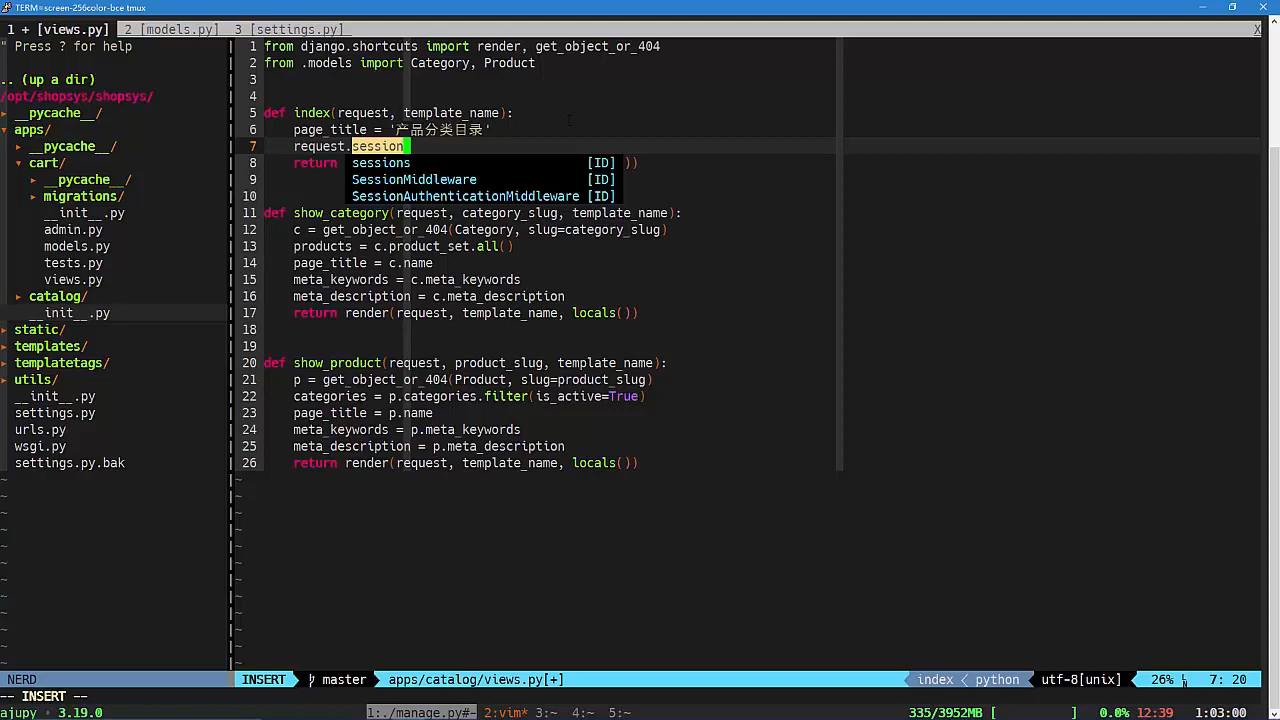 TERM=screen-256color-bce tmux
1 + [views.py] 2 [models.py] 3 [settings.py] X
" Press ? for help
.. (up a dir)
/opt/shopsys/shopsys/
▸ __pycache__/
▾ apps/
▸ __pycache__/
▾ cart/
▸ __pycache__/
▸ migrations/
__init__.py
admin.py
models.py
tests.py
views.py
▸ catalog/
__init__.py
▸ static/
▸ templates/
▸ templatetags/
▸ utils/
__init__.py
settings.py
urls.py
wsgi.py
settings.py.bak
1 from django.shortcuts import render, get_object_or_404
2 from .models import Category, Product
3
4
5 def index(request, template_name):
6 page_title = '产品分类目录'
7 request.session
8 return sessions [ID] ))
9 SessionMiddleware [ID]
10 SessionAuthenticationMiddleware [ID]
11 def show_category(request, category_slug, template_name):
12 c = get_object_or_404(Category, slug=category_slug)
13 products = c.product_set.all()
14 page_title = c.name
15 meta_keywords = c.meta_keywords
16 meta_description = c.meta_description
17 return render(request, template_name, locals())
18
19
20 def show_product(request, product_slug, template_name):
21 p = get_object_or_404(Product, slug=product_slug)
22 categories = p.categories.filter(is_active=True)
23 page_title = p.name
24 meta_keywords = p.meta_keywords
25 meta_description = p.meta_description
26 return render(request, template_name, locals())
NERD INSERT master apps/catalog/views.py[+] index < python utf-8[unix] 26% 7: 20
-- INSERT --
ajupy 3.19.0 1:./manage.py#- 2:vim* 3:~ 4:~ 5:~ 335/3952MB [ ] 0.0% 12:39 1:03:00